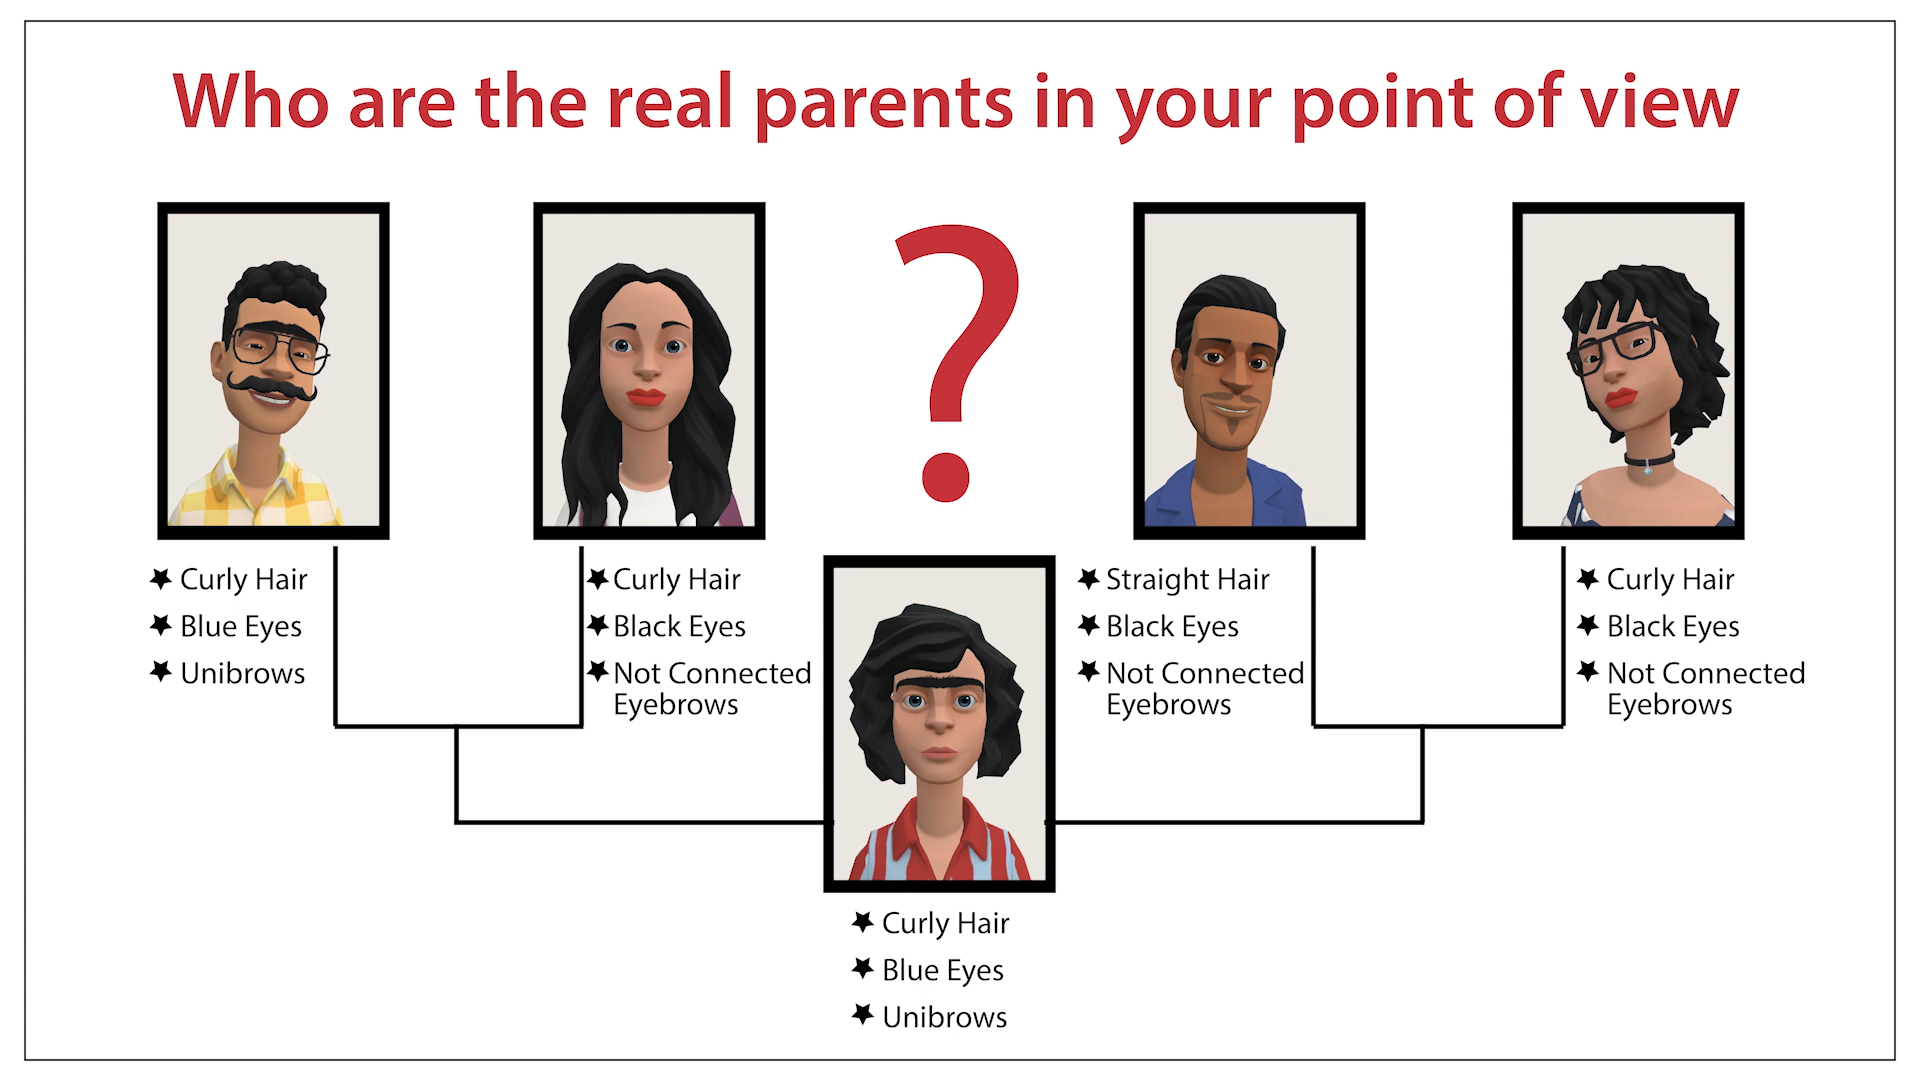 Who are the real parents in your point of view
?
Curly Hair
Blue Eyes
Unibrows
Curly Hair
Black Eyes
Not Connected
Eyebrows
Straight Hair
Black Eyes
Not Connected
Eyebrows
Curly Hair
Black Eyes
Not Connected
Eyebrows
Curly Hair
Blue Eyes
Unibrows